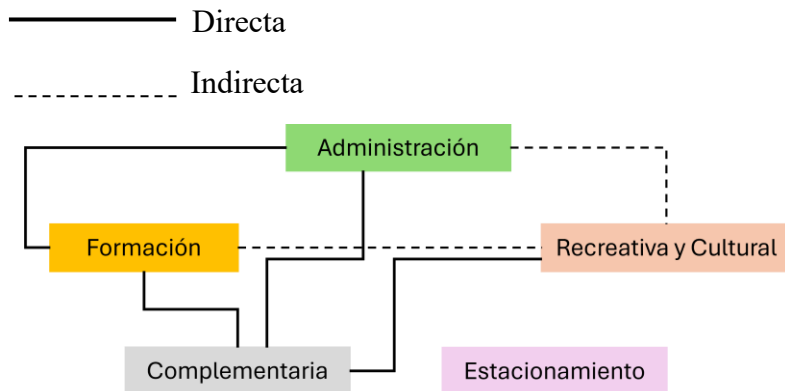 Directa
Indirecta
Administración
Formación
Recreativa y Cultural
Complementaria
Estacionamiento